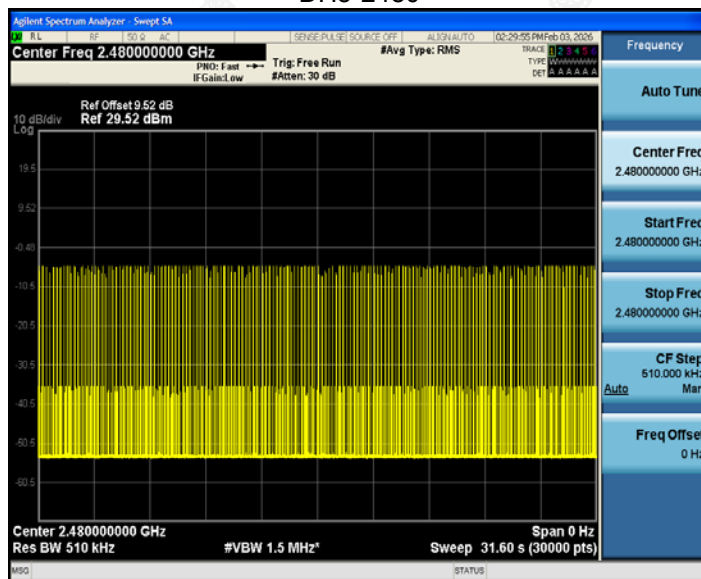 Agilent Spectrum Analyzer - Swept SA
RL RF 50 Ω AC SENSE:PULSE SOURCE OFF ALIGN AUTO 02:29:55 PM Feb 03, 2026
Center Freq 2.480000000 GHz
#Avg Type: RMS
TRACE 1 2 3 4 5 6
PNO: Fast
Trig: Free Run
TYPE
IFGain:Low
#Atten: 30 dB
DET A A A A A A
Frequency
Ref Offset 9.52 dB
10 dB/div Ref 29.52 dBm
Log
19.5
9.52
-0.48
-10.5
-20.5
-30.5
-40.5
-50.5
-60.5
Center 2.480000000 GHz Span 0 Hz
Res BW 510 kHz #VBW 1.5 MHz* Sweep 31.60 s (30000 pts)
MSG STATUS
Auto Tune
Center Freq
2.480000000 GHz
Start Freq
2.480000000 GHz
Stop Freq
2.480000000 GHz
CF Step
510.000 kHz
Auto Man
Freq Offset
0 Hz